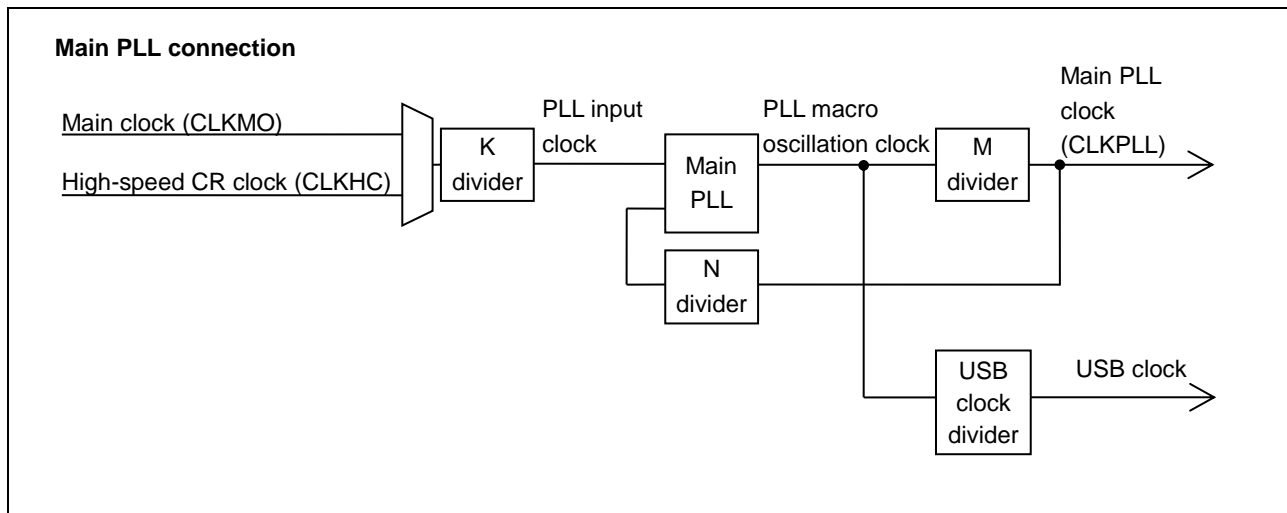 Main PLL connection
Main clock (CLKMO)
High-speed CR clock (CLKHC)
K
divider
PLL input
clock
Main
PLL
N
divider
PLL macro
oscillation clock
M
divider
Main PLL
clock
(CLKPLL)
USB
clock
divider
USB clock